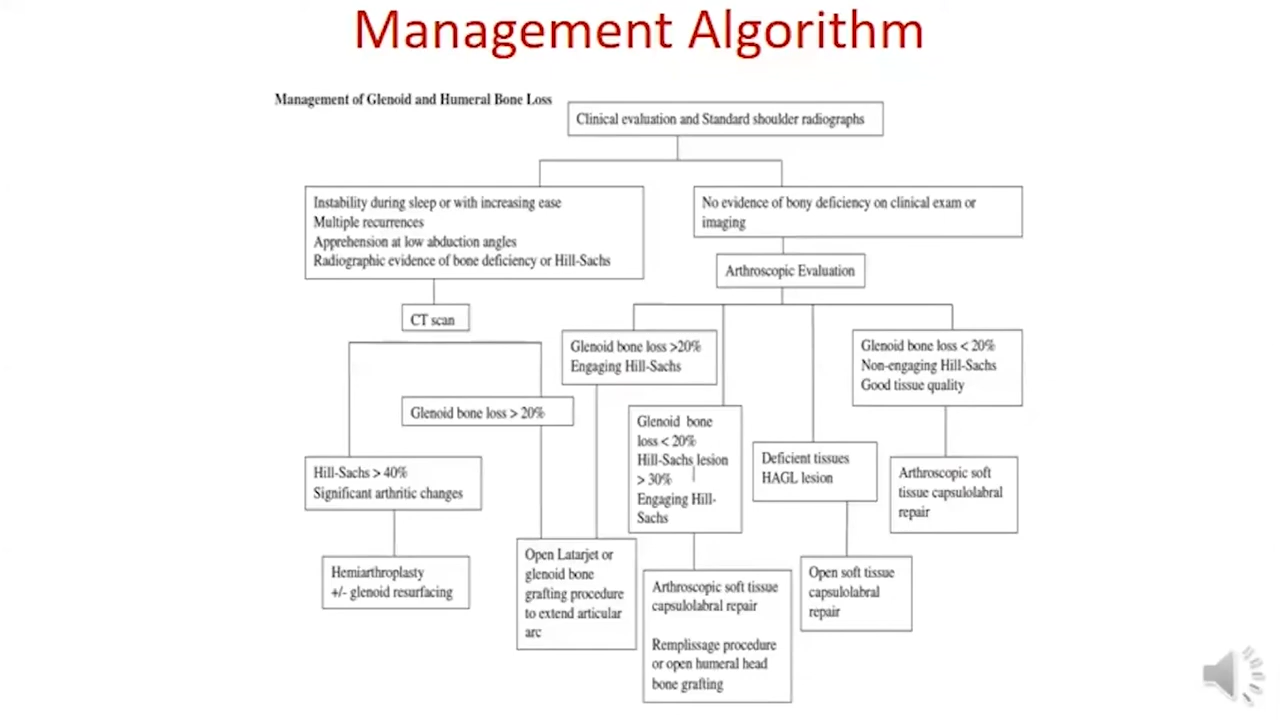 Management Algorithm
Management of Glenoid and Humeral Bone Loss
Clinical evaluation and Standard shoulder radiographs
Instability during sleep or with increasing ease
Multiple recurrences
Apprehension at low abduction angles
Radiographic evidence of bone deficiency or Hill-Sachs
No evidence of bony deficiency on clinical exam or
imaging
Arthroscopic Evaluation
CT scan
Glenoid bone loss >20%
Engaging Hill-Sachs
Glenoid bone loss < 20%
Non-engaging Hill-Sachs
Good tissue quality
Glenoid bone loss > 20%
Glenoid bone
loss < 20%
Hill-Sachs lesion
> 30%
Engaging Hill-
Sachs
Deficient tissues
HAGL lesion
Hill-Sachs > 40%
Significant arthritic changes
Arthroscopic soft
tissue capsulolabral
repair
Hemiarthroplasty
+/- glenoid resurfacing
Open Latarjet or
glenoid bone
grafting procedure
to extend articular
arc
Arthroscopic soft tissue
capsulolabral repair
Remplissage procedure
or open humeral head
bone grafting
Open soft tissue
capsulolabral
repair